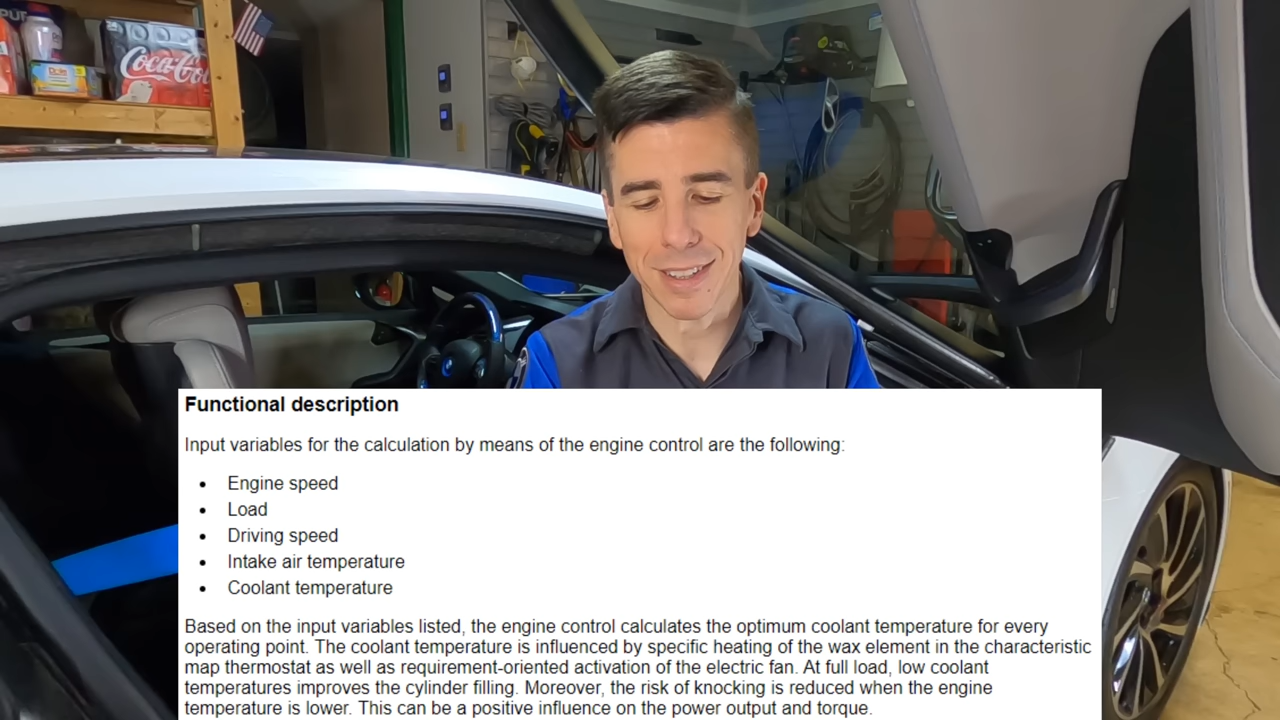 Coca-Cola
Dole
Functional description
Input variables for the calculation by means of the engine control are the following:
• Engine speed
• Load
• Driving speed
• Intake air temperature
• Coolant temperature
Based on the input variables listed, the engine control calculates the optimum coolant temperature for every
operating point. The coolant temperature is influenced by specific heating of the wax element in the characteristic
map thermostat as well as requirement-oriented activation of the electric fan. At full load, low coolant
temperatures improves the cylinder filling. Moreover, the risk of knocking is reduced when the engine
temperature is lower. This can be a positive influence on the power output and torque.